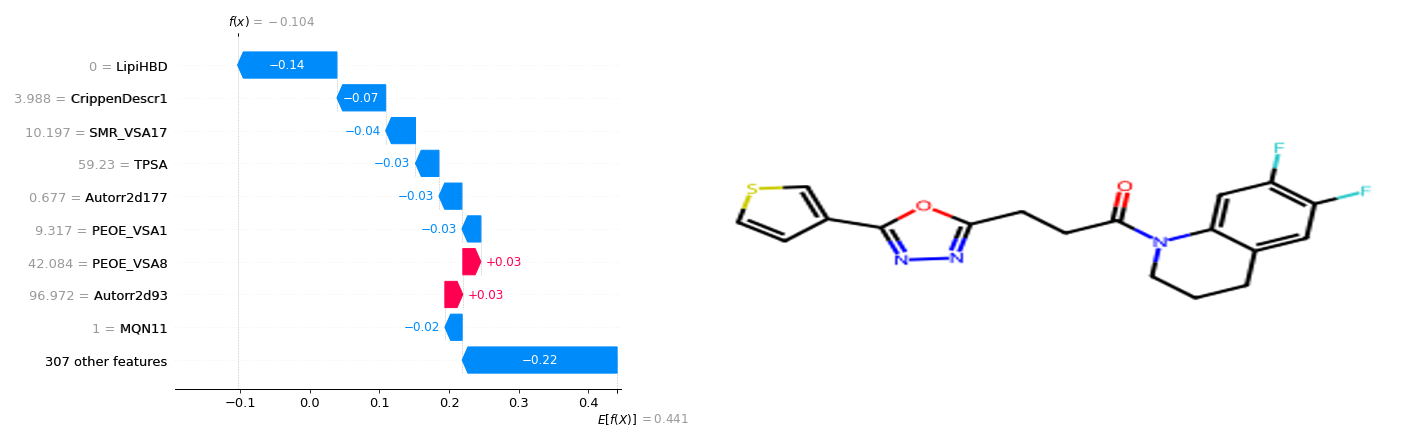 f(x) = −0.104
0 = LipiHBD
−0.14
3.988 = CrippenDescr1
−0.07
10.197 = SMR_VSA17
−0.04
59.23 = TPSA
−0.03
0.677 = Autorr2d177
−0.03
9.317 = PEOE_VSA1
−0.03
42.084 = PEOE_VSA8
+0.03
96.972 = Autorr2d93
+0.03
1 = MQN11
−0.02
307 other features
−0.22
−0.1 0.0 0.1 0.2 0.3 0.4
E[f(X)] = 0.441
F
F
O
S
O
N
N
N